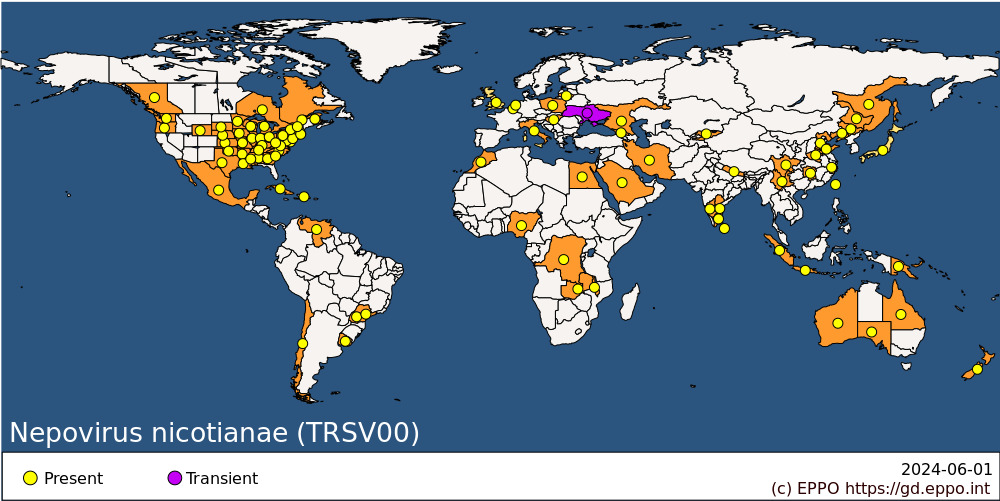 Nepovirus nicotianae (TRSV00)
Present
Transient
2024-06-01
(c) EPPO https://gd.eppo.int